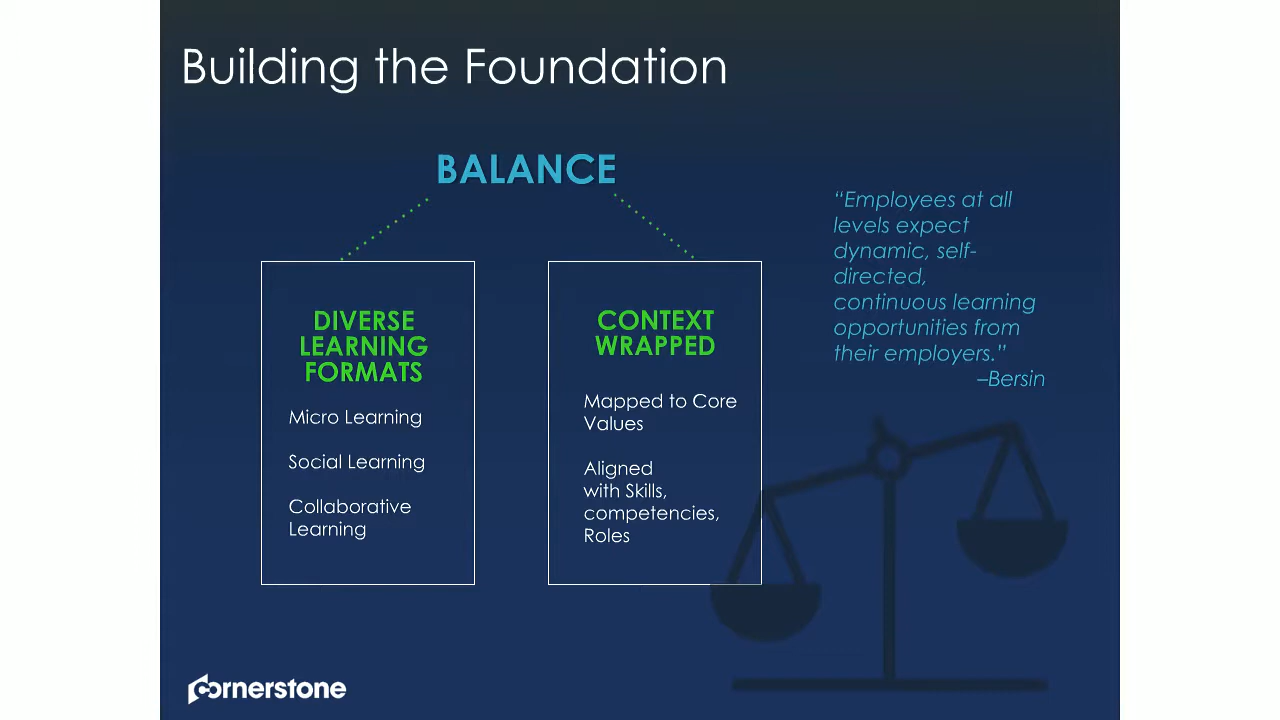 Building the Foundation
BALANCE
DIVERSE
LEARNING
FORMATS
Micro Learning
Social Learning
Collaborative
Learning
CONTEXT
WRAPPED
Mapped to Core
Values
Aligned
with Skills,
competencies,
Roles
“Employees at all
levels expect
dynamic, self-
directed,
continuous learning
opportunities from
their employers.”
–Bersin
cornerstone